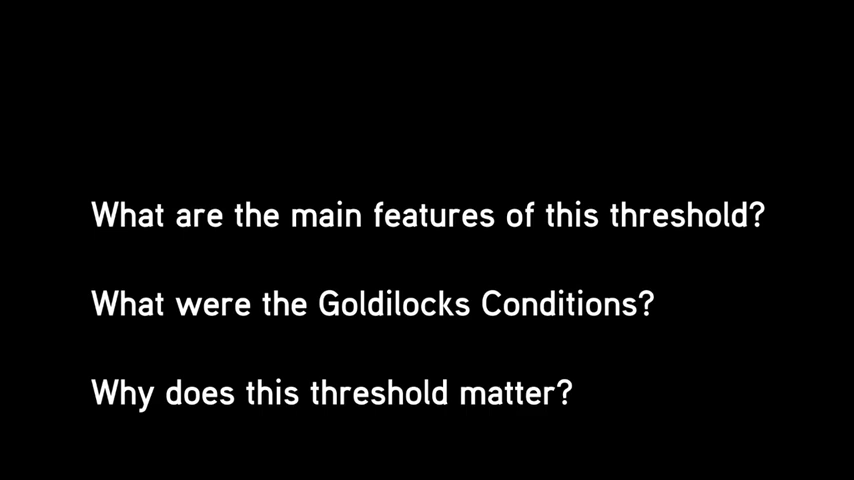 What are the main features of this threshold?
What were the Goldilocks Conditions?
Why does this threshold matter?